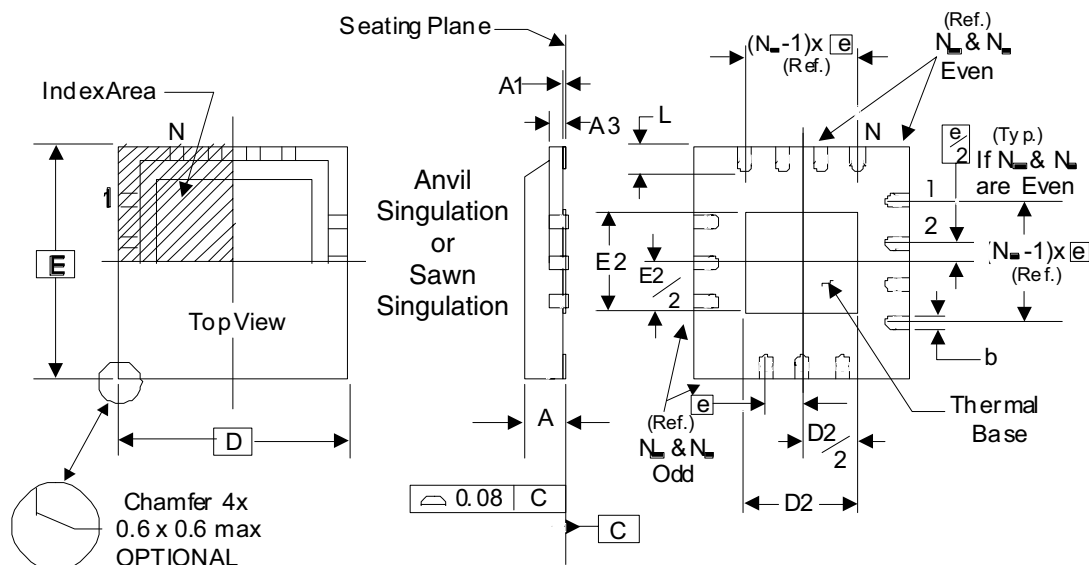 Seating Plane
Index Area
N
1
E
Top View
D
Chamfer 4x
0.6 x 0.6 max
OPTIONAL
A1
A3
L
Anvil
Singulation
or
Sawn
Singulation
A
0.08 C
C
(N -1)x e
(Ref.)
(Ref.)
N & N
Even
N
e/2
(Typ.)
If N & N
are Even
1
2
(N -1)x e
(Ref.)
E2
E2/2
b
e
(Ref.)
N & N
Odd
D2/2
D2
Thermal
Base